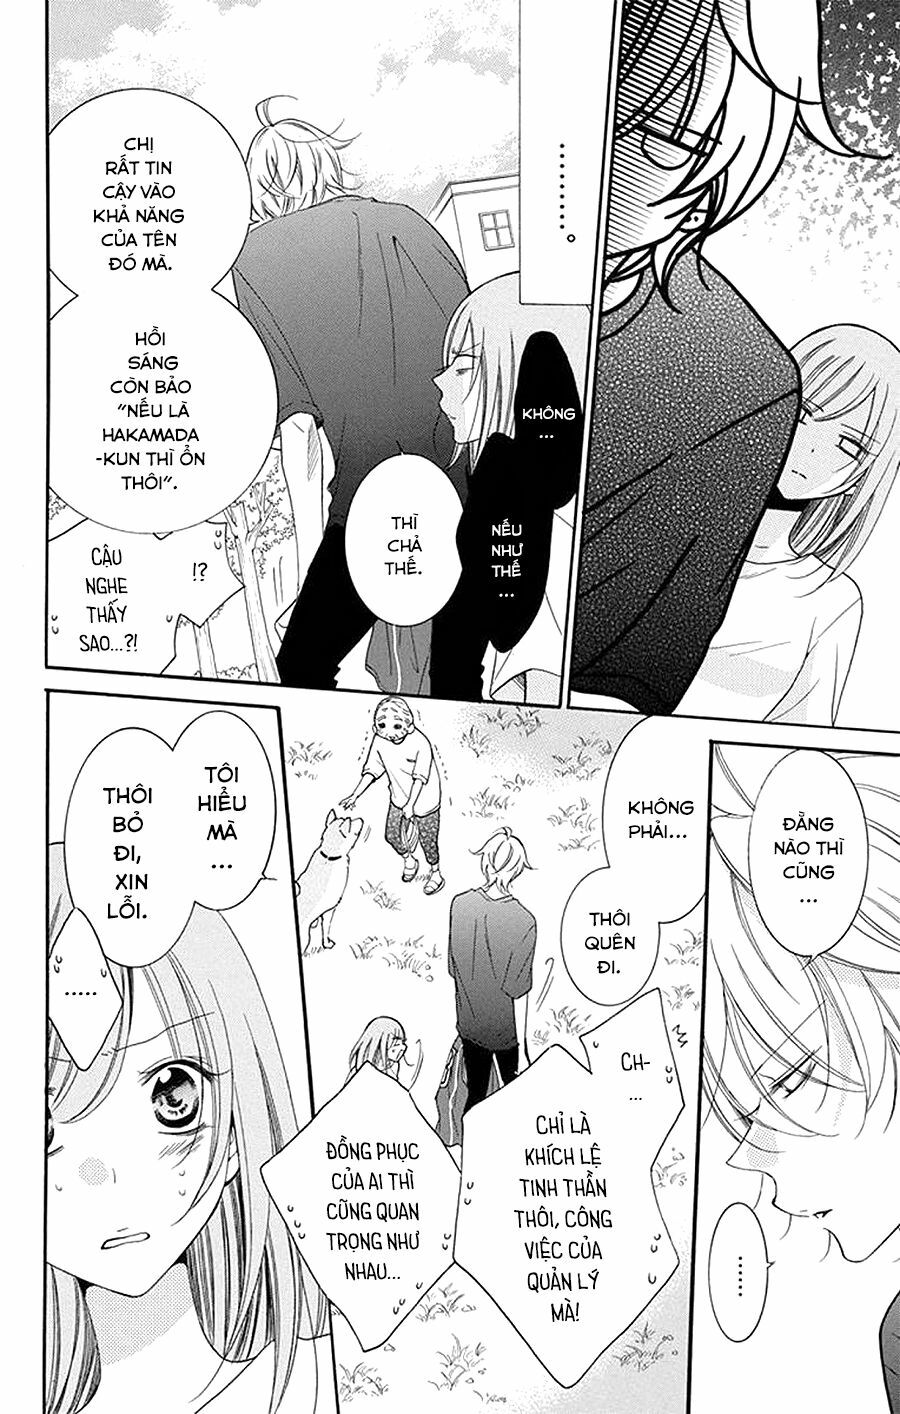 ......。
KHÔNG
...
NẾU
NHƯ
THẾ
...
THÌ
CHẢ
THẾ.
CHỊ
RẤT TIN
CẬY VÀO
KHẢ NĂNG
CỦA TÊN
ĐÓ MÀ.
HỒI
SÁNG
CÒN BẢO
“NẾU LÀ
HAKAMADA
-KUN THÌ ỔN
THÔI”.
!?
CẬU
NGHE
THẤY
SAO...?!
ĐẰNG
NÀO THÌ
CŨNG
...
......
KHÔNG
PHẢI...
THÔI
QUÊN
ĐI.
CH-
...
CHỈ LÀ
KHÍCH LỆ
TINH THẦN
THÔI, CÔNG
VIỆC CỦA
QUẢN LÝ
MÀ!
ĐỒNG PHỤC
CỦA AI THÌ
CŨNG QUAN
TRỌNG NHƯ
NHAU...
TÔI
HIỂU
MÀ
...
THÔI
BỎ
ĐI,
XIN
LỖI.
.....